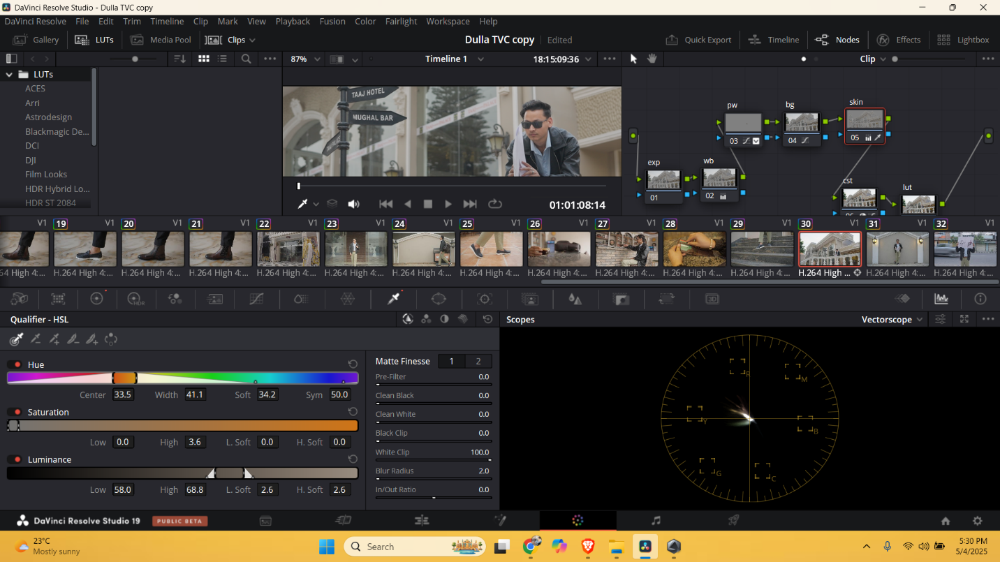 DaVinci Resolve Studio - Dulla TVC copy
DaVinci Resolve File Edit Trim Timeline Clip Mark View Playback Fusion Color Fairlight Workspace Help
Gallery LUTs Media Pool Clips Dulla TVC copy Edited Quick Export Timeline Nodes Effects Lightbox
87% Timeline 1 18:15:09:36 Clip
LUTs
ACES
Arri
Astrodesign
Blackmagic De...
DCI
DJI
Film Looks
HDR Hybrid Lo...
HDR ST 2084
TAAJ HOTEL
MUGHAL BAR
01:01:08:14
pw bg skin
03 04 05
exp wb
01 02
cst lut
V1 19 V1 20 V1 21 V1 22 V1 23 V1 24 V1 25 V1 26 V1 27 V1 28 V1 29 V1 30 V1 31 V1 32 V1
64 High 4:... H.264 High 4:... H.264 High 4:... H.264 High 4:... H.264 High 4:... H.264 High 4:... H.264 High 4:... H.264 High 4:... H.264 High 4:... H.264 High 4:... H.264 High 4:... H.264 High 4:... H.264 High ... H.264 High 4:... H.264 High 4:...
HDR
3D
Qualifier - HSL
Scopes Vectorscope
Hue
Center 33.5 Width 41.1 Soft 34.2 Sym 50.0
Saturation
Low 0.0 High 3.6 L. Soft 0.0 H. Soft 0.0
Luminance
Low 58.0 High 68.8 L. Soft 2.6 H. Soft 2.6
Matte Finesse 1 2
Pre-Filter 0.0
Clean Black 0.0
Clean White 0.0
Black Clip 0.0
White Clip 100.0
Blur Radius 2.0
In/Out Ratio 0.0
R M
Y B
G C
DaVinci Resolve Studio 19 PUBLIC BETA
23°C
Mostly sunny
Search
5:30 PM
5/4/2025